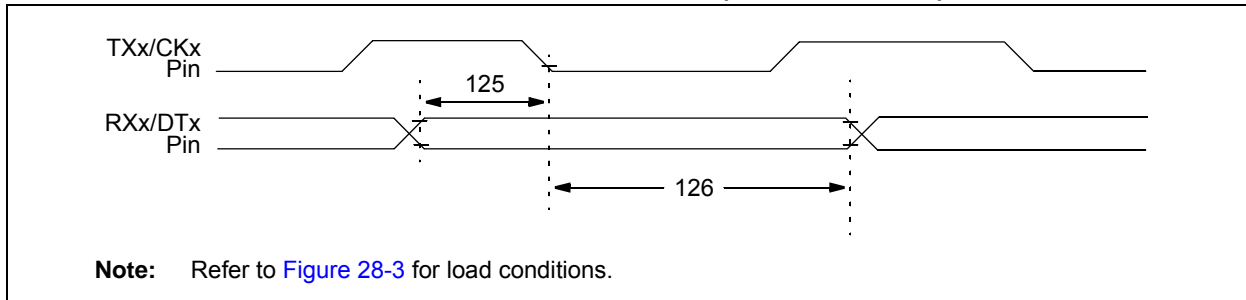 TXx/CKx
Pin
125
RXx/DTx
Pin
126
Note: Refer to Figure 28-3 for load conditions.